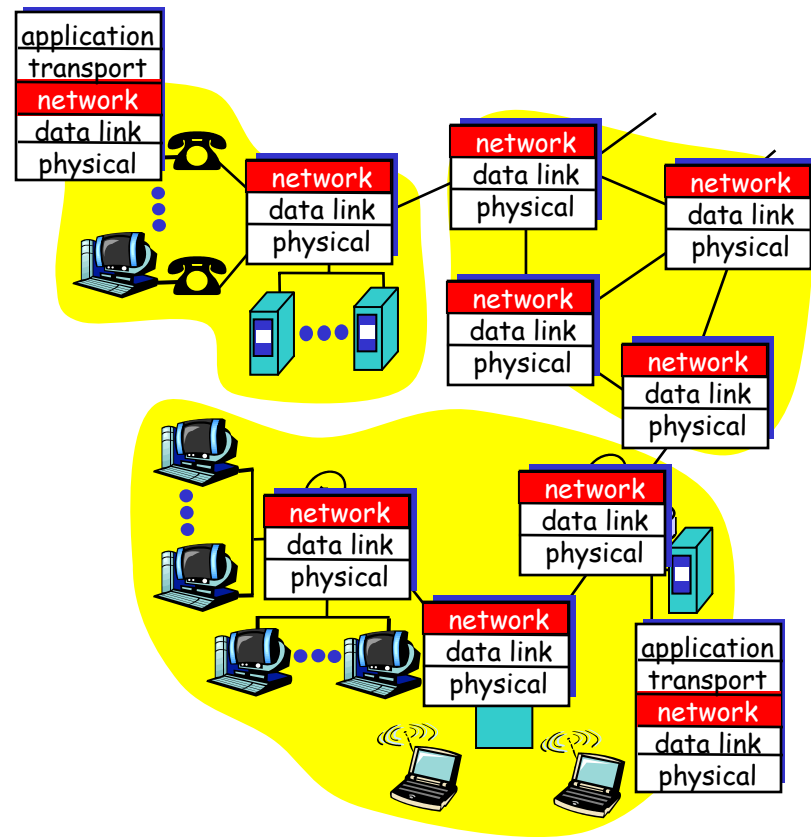 application
transport
network
data link
physical
network
data link
physical
network
data link
physical
network
data link
physical
network
data link
physical
network
data link
physical
network
data link
physical
network
data link
physical
network
data link
physical
application
transport
network
data link
physical